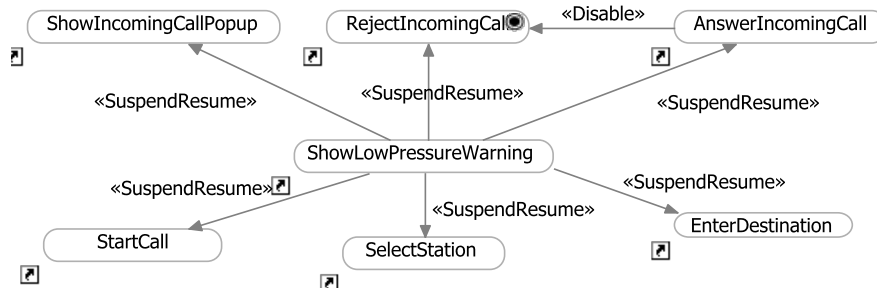 «Disable»
ShowIncomingCallPopup
RejectIncomingCall
AnswerIncomingCall
«SuspendResume»
«SuspendResume»
«SuspendResume»
ShowLowPressureWarning
«SuspendResume»
«SuspendResume»
«SuspendResume»
StartCall
SelectStation
EnterDestination